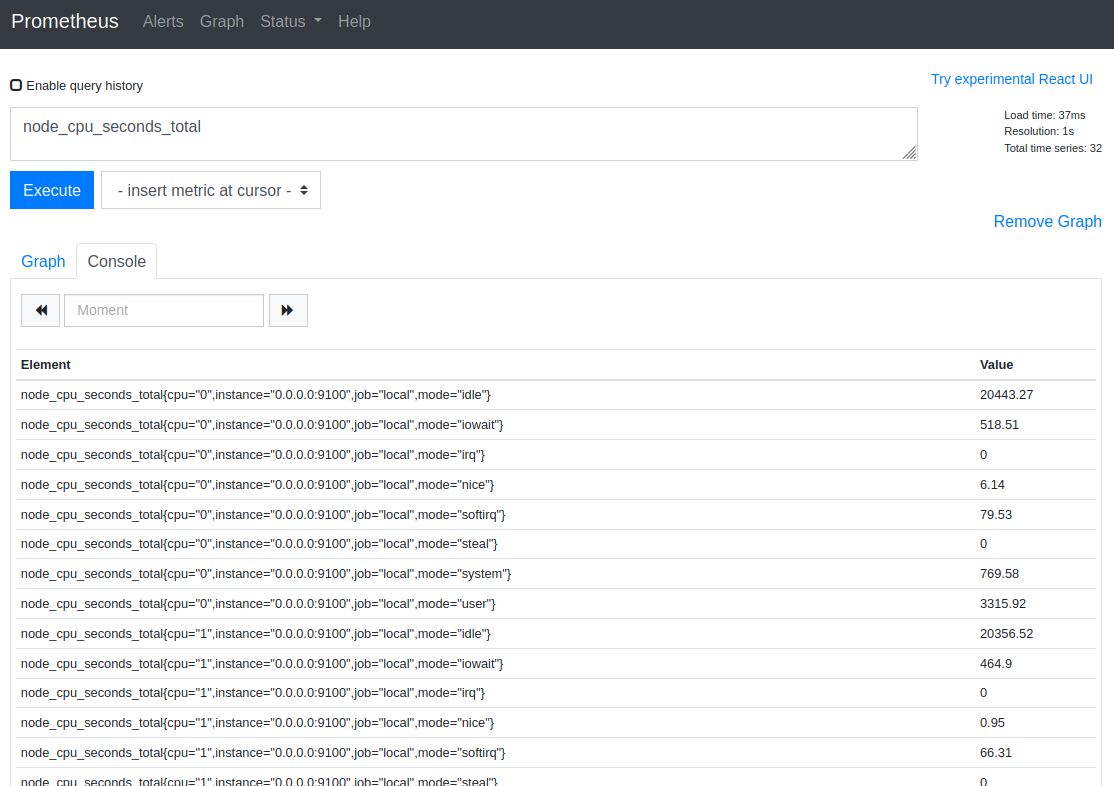 Prometheus Alerts Graph Status Help
Enable query history
Try experimental React UI
node_cpu_seconds_total
Load time: 37ms
Resolution: 1s
Total time series: 32
Execute - insert metric at cursor -
Remove Graph
Graph Console
Moment
Element Value
node_cpu_seconds_total{cpu="0",instance="0.0.0.0:9100",job="local",mode="idle"} 20443.27
node_cpu_seconds_total{cpu="0",instance="0.0.0.0:9100",job="local",mode="iowait"} 518.51
node_cpu_seconds_total{cpu="0",instance="0.0.0.0:9100",job="local",mode="irq"} 0
node_cpu_seconds_total{cpu="0",instance="0.0.0.0:9100",job="local",mode="nice"} 6.14
node_cpu_seconds_total{cpu="0",instance="0.0.0.0:9100",job="local",mode="softirq"} 79.53
node_cpu_seconds_total{cpu="0",instance="0.0.0.0:9100",job="local",mode="steal"} 0
node_cpu_seconds_total{cpu="0",instance="0.0.0.0:9100",job="local",mode="system"} 769.58
node_cpu_seconds_total{cpu="0",instance="0.0.0.0:9100",job="local",mode="user"} 3315.92
node_cpu_seconds_total{cpu="1",instance="0.0.0.0:9100",job="local",mode="idle"} 20356.52
node_cpu_seconds_total{cpu="1",instance="0.0.0.0:9100",job="local",mode="iowait"} 464.9
node_cpu_seconds_total{cpu="1",instance="0.0.0.0:9100",job="local",mode="irq"} 0
node_cpu_seconds_total{cpu="1",instance="0.0.0.0:9100",job="local",mode="nice"} 0.95
node_cpu_seconds_total{cpu="1",instance="0.0.0.0:9100",job="local",mode="softirq"} 66.31
node_cpu_seconds_total{cpu="1",instance="0.0.0.0:9100",job="local",mode="steal"} 0